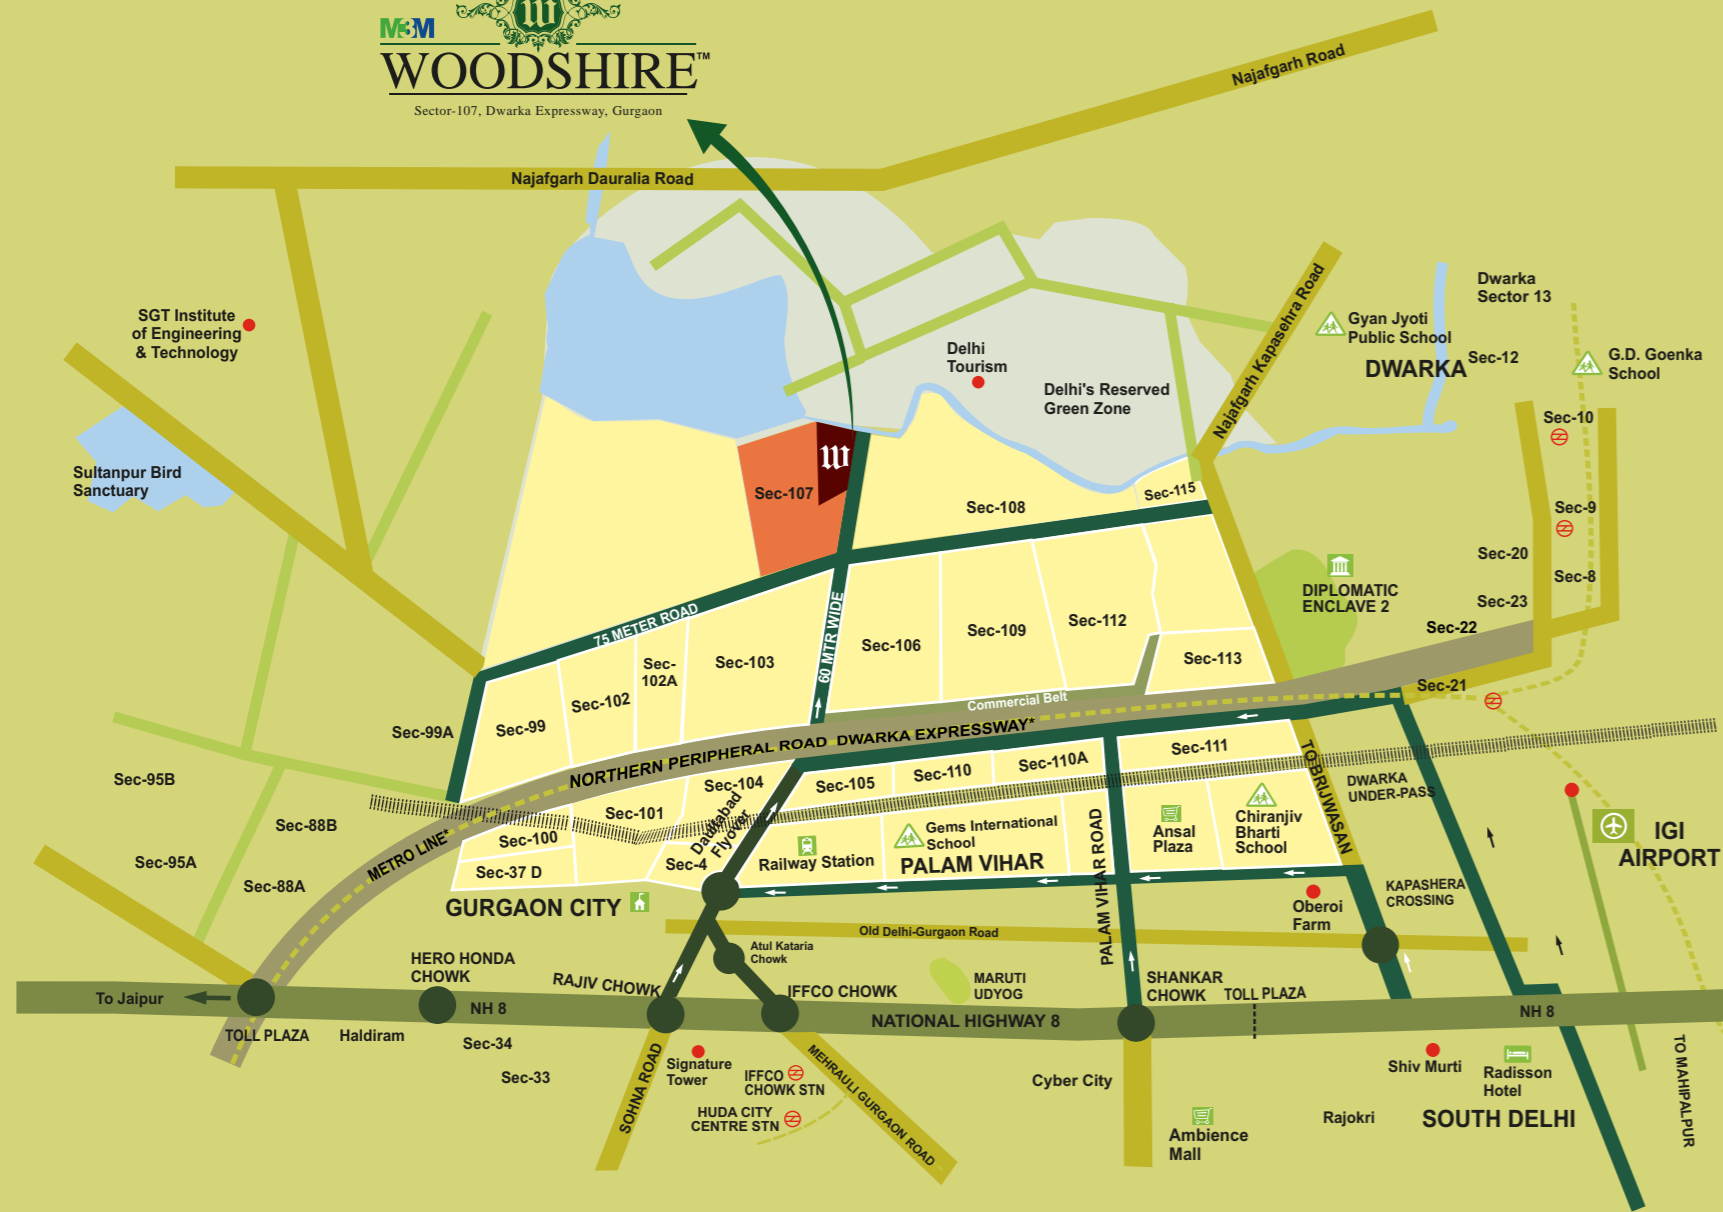 M3M
W
WOODSHIRE™
Sector-107, Dwarka Expressway, Gurgaon
Najafgarh Road
Najafgarh Dauralia Road
SGT Institute
of Engineering
& Technology
Sultanpur Bird
Sanctuary
Delhi
Tourism
Delhi's Reserved
Green Zone
Najafgarh Kapasehra Road
Gyan Jyoti
Public School
DWARKA
Dwarka
Sector 13
Sec-12
G.D. Goenka
School
Sec-10
Sec-9
Sec-20
Sec-8
Sec-23
Sec-22
Sec-21
DIPLOMATIC
ENCLAVE 2
W
Sec-107
Sec-108
Sec-115
75 METER ROAD
60 MTR WIDE
Sec-99A
Sec-99
Sec-102
Sec-
102A
Sec-103
Sec-106
Sec-109
Sec-112
Sec-113
Commercial Belt
NORTHERN PERIPHERAL ROAD DWARKA EXPRESSWAY*
METRO LINE*
Sec-95B
Sec-88B
Sec-95A
Sec-88A
Sec-100
Sec-37 D
Sec-101
Sec-104
Sec-4
Daultabad
Flyover
Sec-105
Sec-110
Sec-110A
Sec-111
TO BRIJWASAN
DWARKA
UNDER-PASS
Railway Station
Gems International
School
PALAM VIHAR
PALAM VIHAR ROAD
Ansal
Plaza
Chiranjiv
Bharti
School
IGI
AIRPORT
GURGAON CITY
Oberoi
Farm
KAPASHERA
CROSSING
Old Delhi-Gurgaon Road
Atul Kataria
Chowk
HERO HONDA
CHOWK
RAJIV CHOWK
IFFCO CHOWK
MARUTI
UDYOG
SHANKAR
CHOWK
TOLL PLAZA
To Jaipur
NH 8
NATIONAL HIGHWAY 8
NH 8
TOLL PLAZA
Haldiram
Sec-34
Sec-33
SOHNA ROAD
Signature
Tower
IFFCO
CHOWK STN
HUDA CITY
CENTRE STN
MEHRAULI GURGAON ROAD
Cyber City
Ambience
Mall
Shiv Murti
Radisson
Hotel
Rajokri
SOUTH DELHI
TO MAHIPALPUR